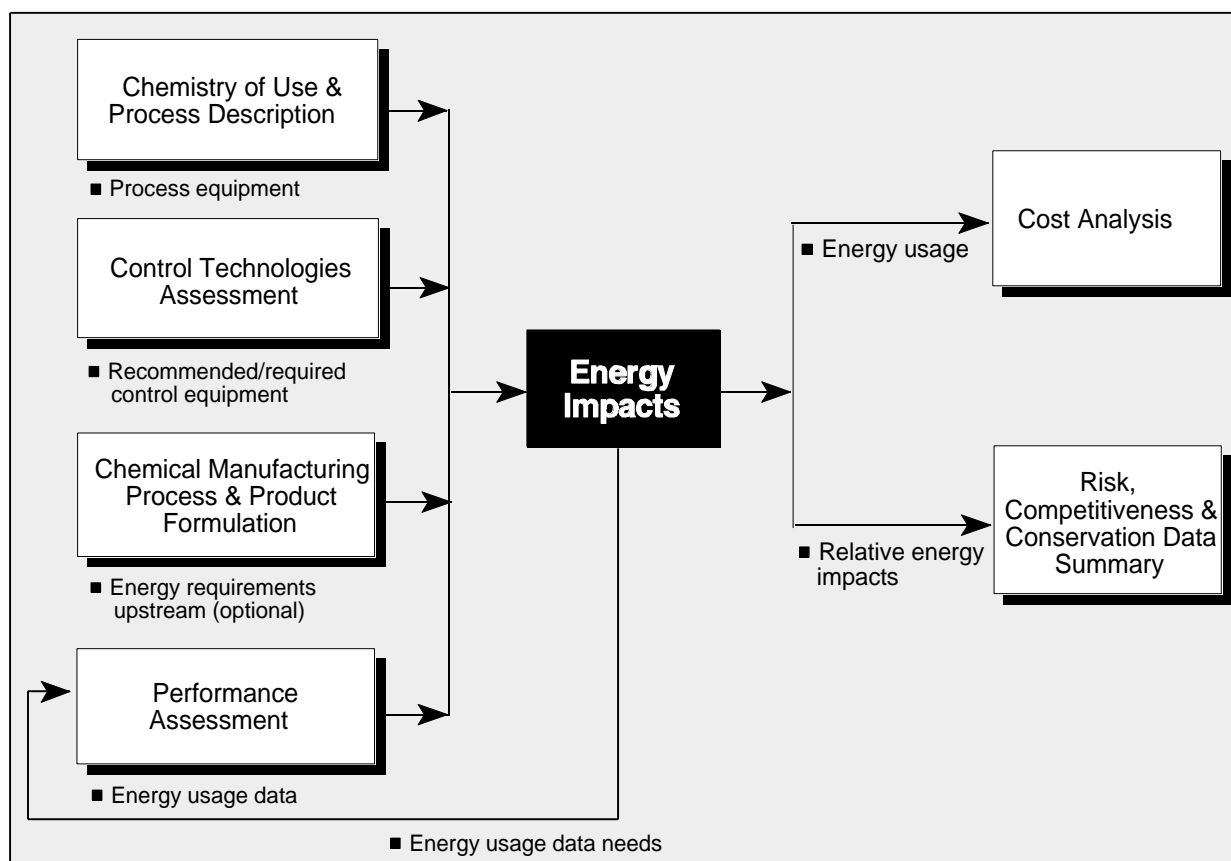 Chemistry of Use &
Process Description
■ Process equipment
Control Technologies
Assessment
■ Recommended/required
control equipment
Chemical Manufacturing
Process & Product
Formulation
■ Energy requirements
upstream (optional)
Performance
Assessment
■ Energy usage data
■ Energy usage data needs
Energy
Impacts
■ Energy usage
Cost Analysis
■ Relative energy
impacts
Risk,
Competitiveness &
Conservation Data
Summary